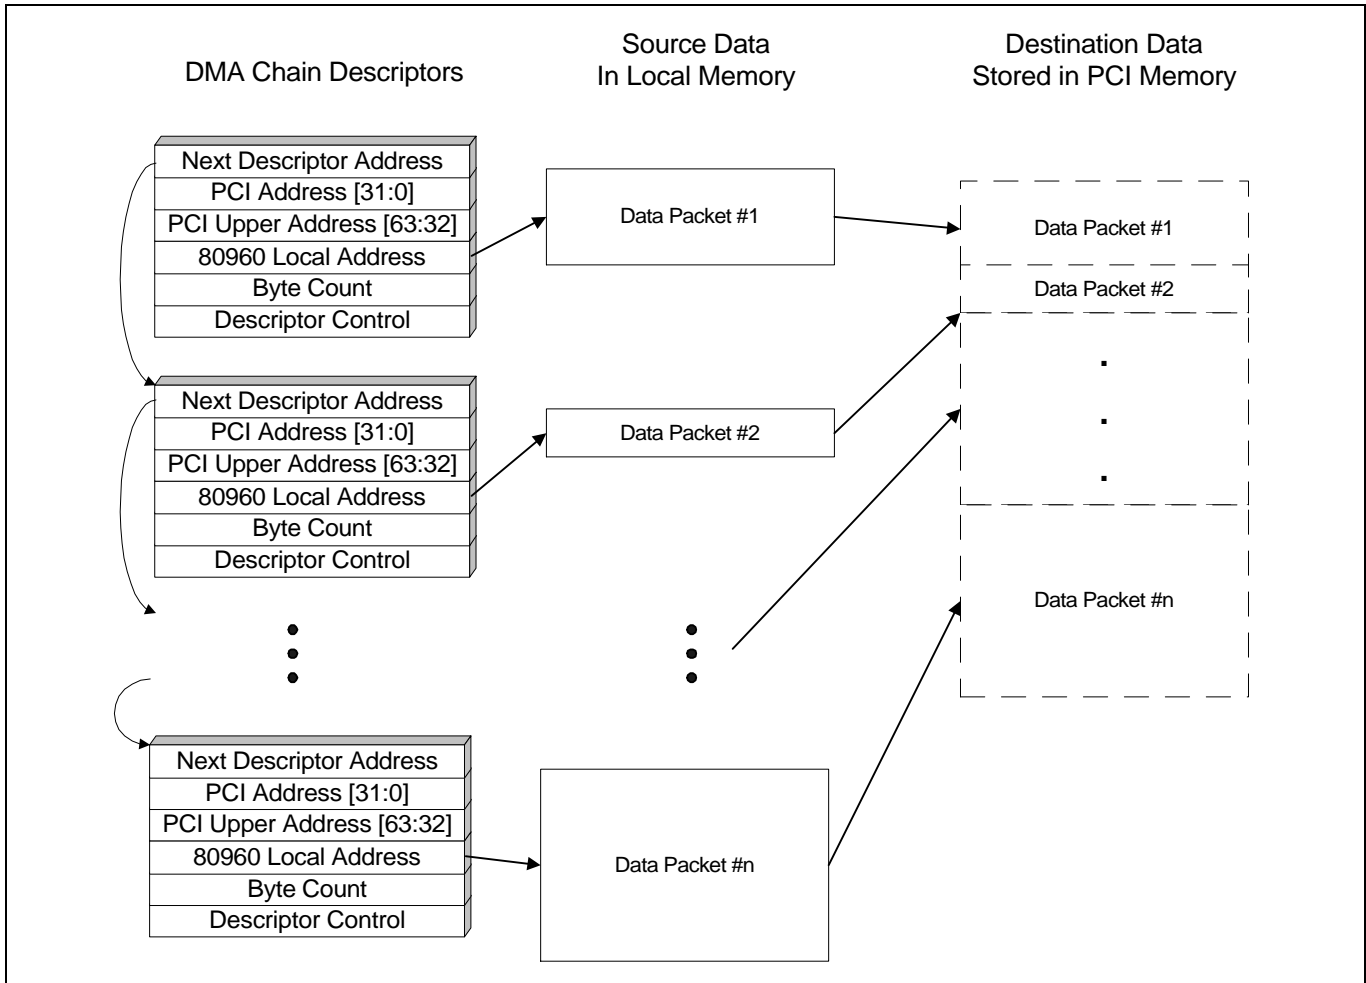 DMA Chain Descriptors
Source Data
In Local Memory
Destination Data
Stored in PCI Memory
Next Descriptor Address
PCI Address [31:0]
PCI Upper Address [63:32]
80960 Local Address
Byte Count
Descriptor Control
Data Packet #1
Data Packet #1
Data Packet #2
Next Descriptor Address
PCI Address [31:0]
PCI Upper Address [63:32]
80960 Local Address
Byte Count
Descriptor Control
Data Packet #2
Data Packet #n
Next Descriptor Address
PCI Address [31:0]
PCI Upper Address [63:32]
80960 Local Address
Byte Count
Descriptor Control
Data Packet #n